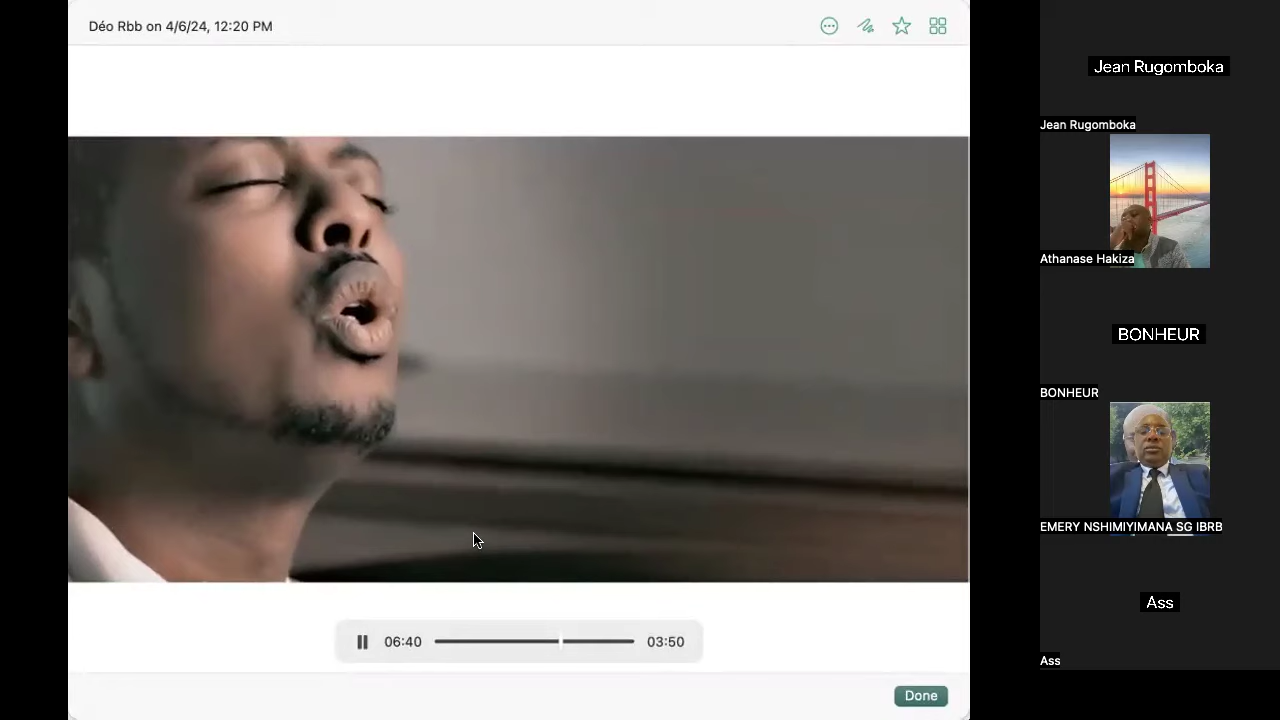 Déo Rbb on 4/6/24, 12:20 PM
06:40
03:50
Done
Jean Rugomboka
Jean Rugomboka
Athanase Hakiza
BONHEUR
BONHEUR
EMERY NSHIMIYIMANA SG IBRB
Ass
Ass